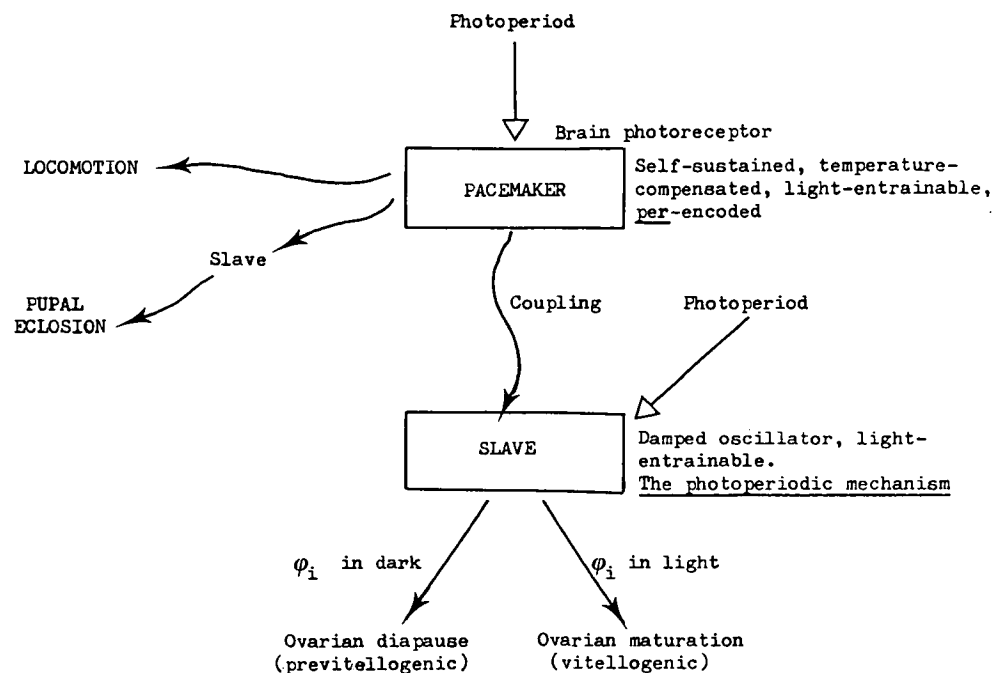 Photoperiod
Brain photoreceptor
LOCOMOTION
PACEMAKER
Self-sustained, temperature-
compensated, light-entrainable,
per-encoded
Slave
PUPAL
ECLOSION
Coupling
Photoperiod
SLAVE
Damped oscillator, light-
entrainable.
The photoperiodic mechanism
φi in dark
φi in light
Ovarian diapause
(previtellogenic)
Ovarian maturation
(vitellogenic)